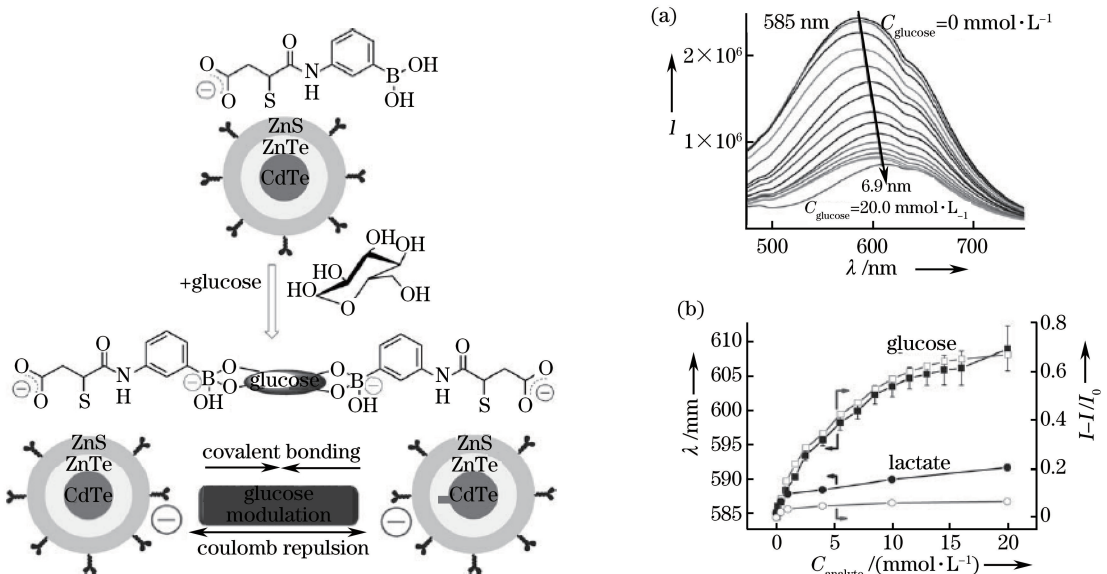 O
O
⊖
O
S
O
N
H
B
OH
OH
ZnS
ZnTe
CdTe
+glucose
OH
OH
HO
HO
O
OH
O
O
⊖
O
S
O
N
H
B
⊖
OH
O
O
glucose
O
O
B
⊖
OH
N
H
O
S
O
O
⊖
ZnS
ZnTe
CdTe
⊖
covalent bonding
glucose
modulation
coulomb repulsion
⊖
ZnS
ZnTe
CdTe
(a)
585 nm
C glucose=0 mmol·L−1
2×10⁶
1×10⁶
I
6.9 nm
C glucose=20.0 mmol·L−1
500 600 700
λ/nm
(b)
610
605
600
595
590
585
λ/mm
glucose
lactate
0.8
0.6
0.4
0.2
0
I−I/I₀
0 5 10 15 20
C analyte/(mmol·L−1)